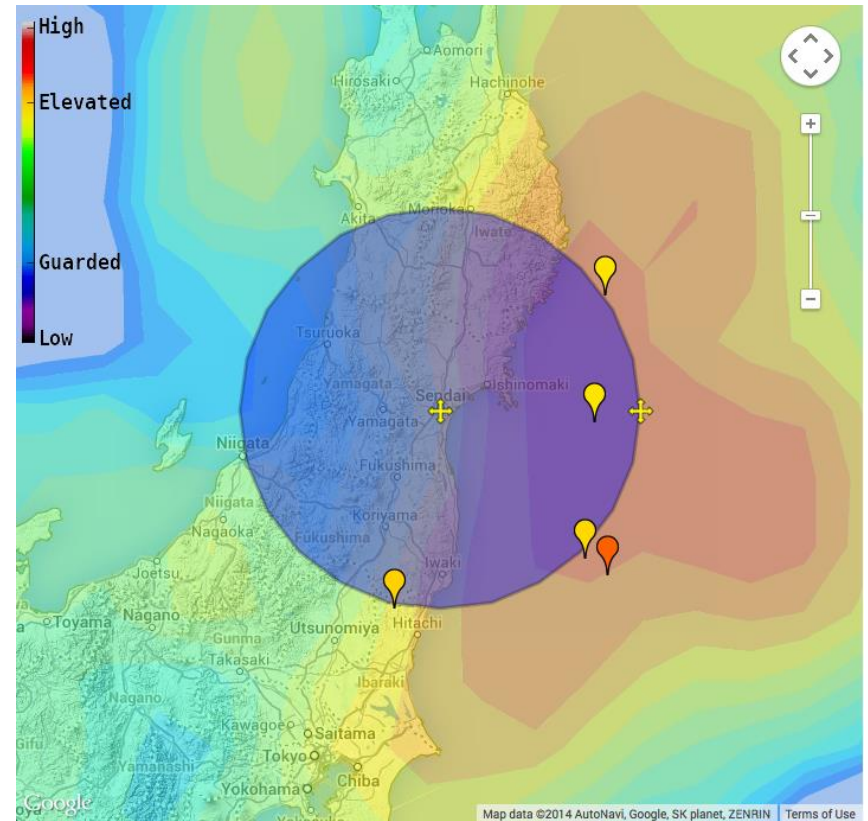 High
Elevated
Guarded
Low
Aomori
Hirosaki
Hachinohe
Akita
Morioka
Iwate
Tsuruoka
Yamagata
Sendai
Ishinomaki
Yamagata
Niigata
Fukushima
Niigata
Koriyama
Nagaoka
Fukushima
Iwaki
Joetsu
Toyama
Nagano
Utsunomiya
Hitachi
Gunma
Takasaki
Ibaraki
Nagano
Kawagoe
Saitama
Gifu
Yamanashi
Tokyo
Chiba
Yokohama
Google
Map data ©2014 AutoNavi, Google, SK planet, ZENRIN
Terms of Use